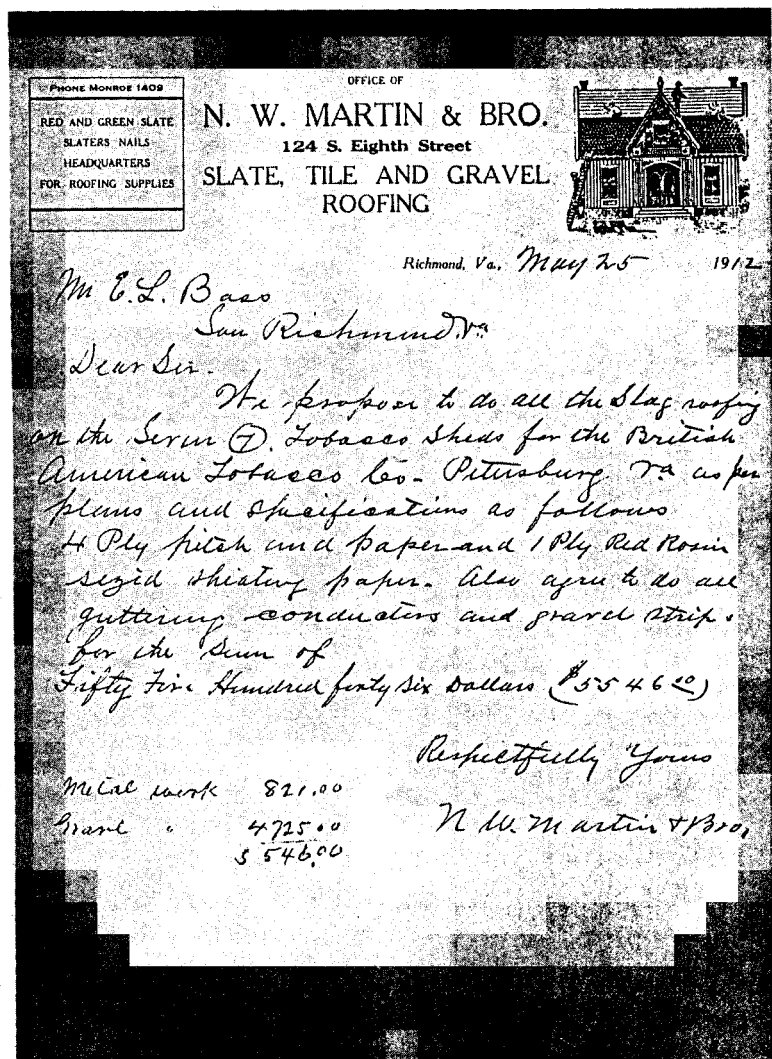 PHONE MONROE 1409
RED AND GREEN SLATE
SLATERS NAILS
HEADQUARTERS
FOR ROOFING SUPPLIES
OFFICE OF
N. W. MARTIN & BRO.
124 S. Eighth Street
SLATE, TILE AND GRAVEL
ROOFING
Richmond, Va., May 25 1912
Mr E. L. Bass
Richmond. Va
Dear Sir.
We propose to do all the Slag roofing
on the Seven (7). Tobacco Sheds for the British
American Tobacco Co- Petersburg Va as per
plans and specifications as follows
4 Ply pitch and paper and 1 Ply Red Rosin
sized sheating paper. Also agree to do all
guttering conductors and gravel strips
for the sum of
Fifty Five Hundred forty six Dollars ($5546.00)
Respectfully Yours
N. W. Martin & Bro.
Metal work 821.00
Gravel " 4725.00
5 546.00